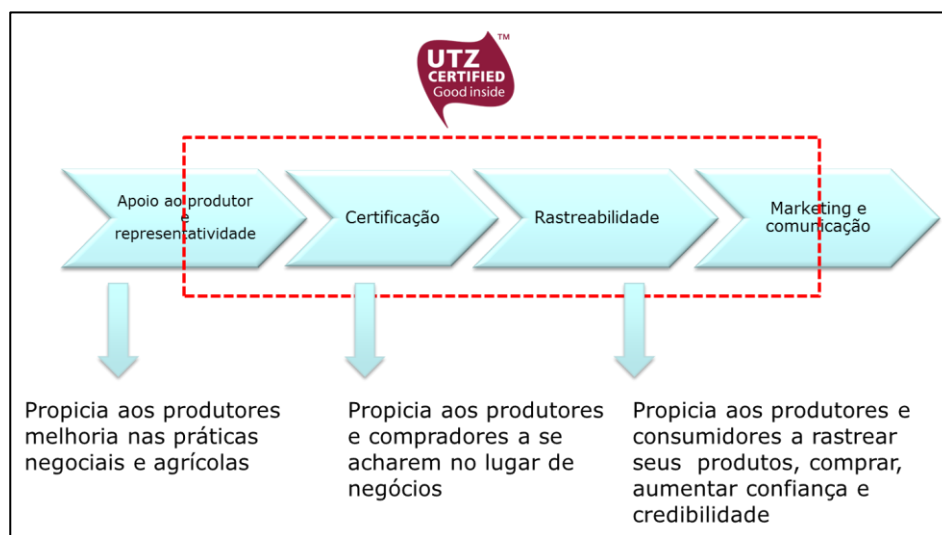 TM
UTZ
CERTIFIED
Good inside
Apoio ao produtor
e
representatividade
Certificação
Rastreabilidade
Marketing e
comunicação
Propicia aos produtores
melhoria nas práticas
negociais e agrícolas
Propicia aos produtores
e compradores a se
acharem no lugar de
negócios
Propicia aos produtores e
consumidores a rastrear
seus produtos, comprar,
aumentar confiança e
credibilidade